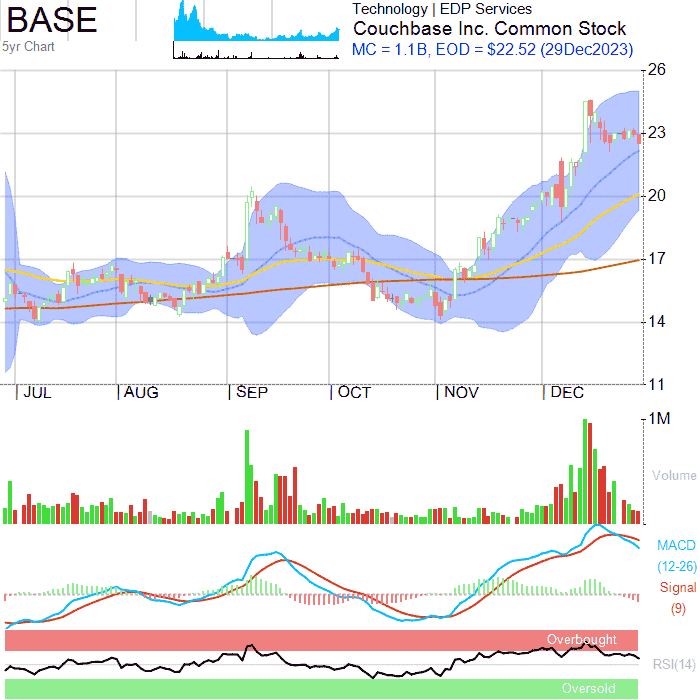 BASE
5yr Chart
Technology | EDP Services
Couchbase Inc. Common Stock
MC = 1.1B, EOD = $22.52 (29Dec2023)
26
23
20
17
14
11
JUL AUG SEP OCT NOV DEC
1M
Volume
MACD
(12-26)
Signal
(9)
Overbought
RSI(14)
Oversold